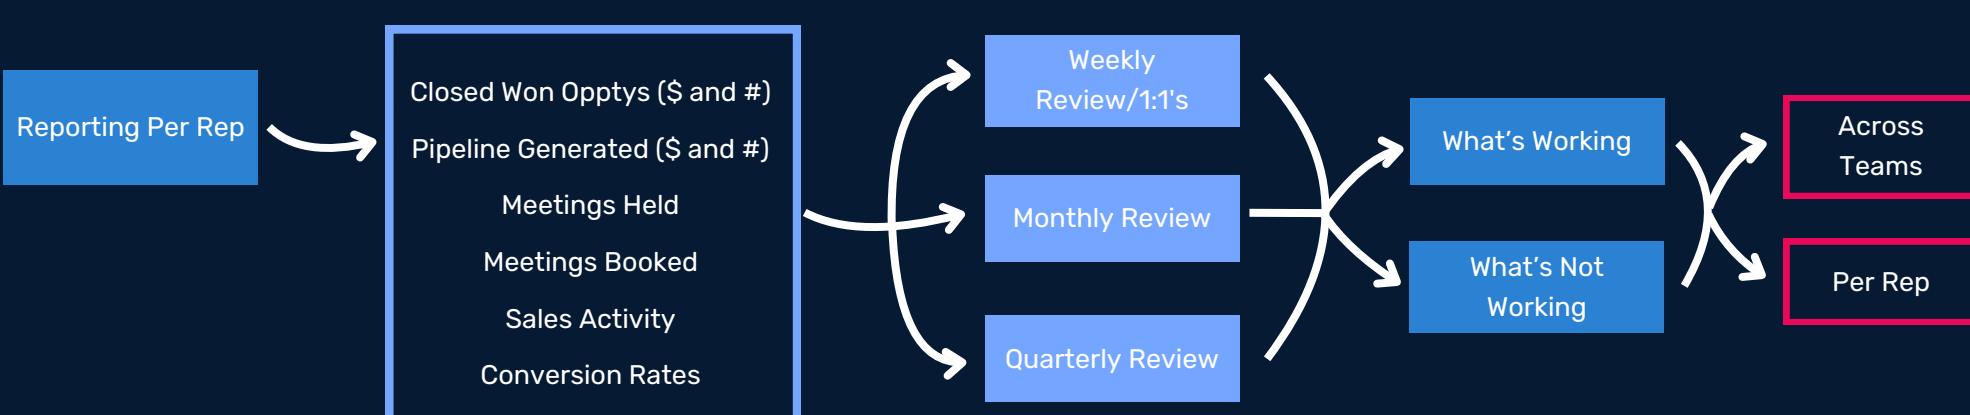 Reporting Per Rep
Closed Won Opptys ($ and #)
Pipeline Generated ($ and #)
Meetings Held
Meetings Booked
Sales Activity
Conversion Rates
Weekly
Review/1:1's
Monthly Review
Quarterly Review
What's Working
What's Not
Working
Across
Teams
Per Rep